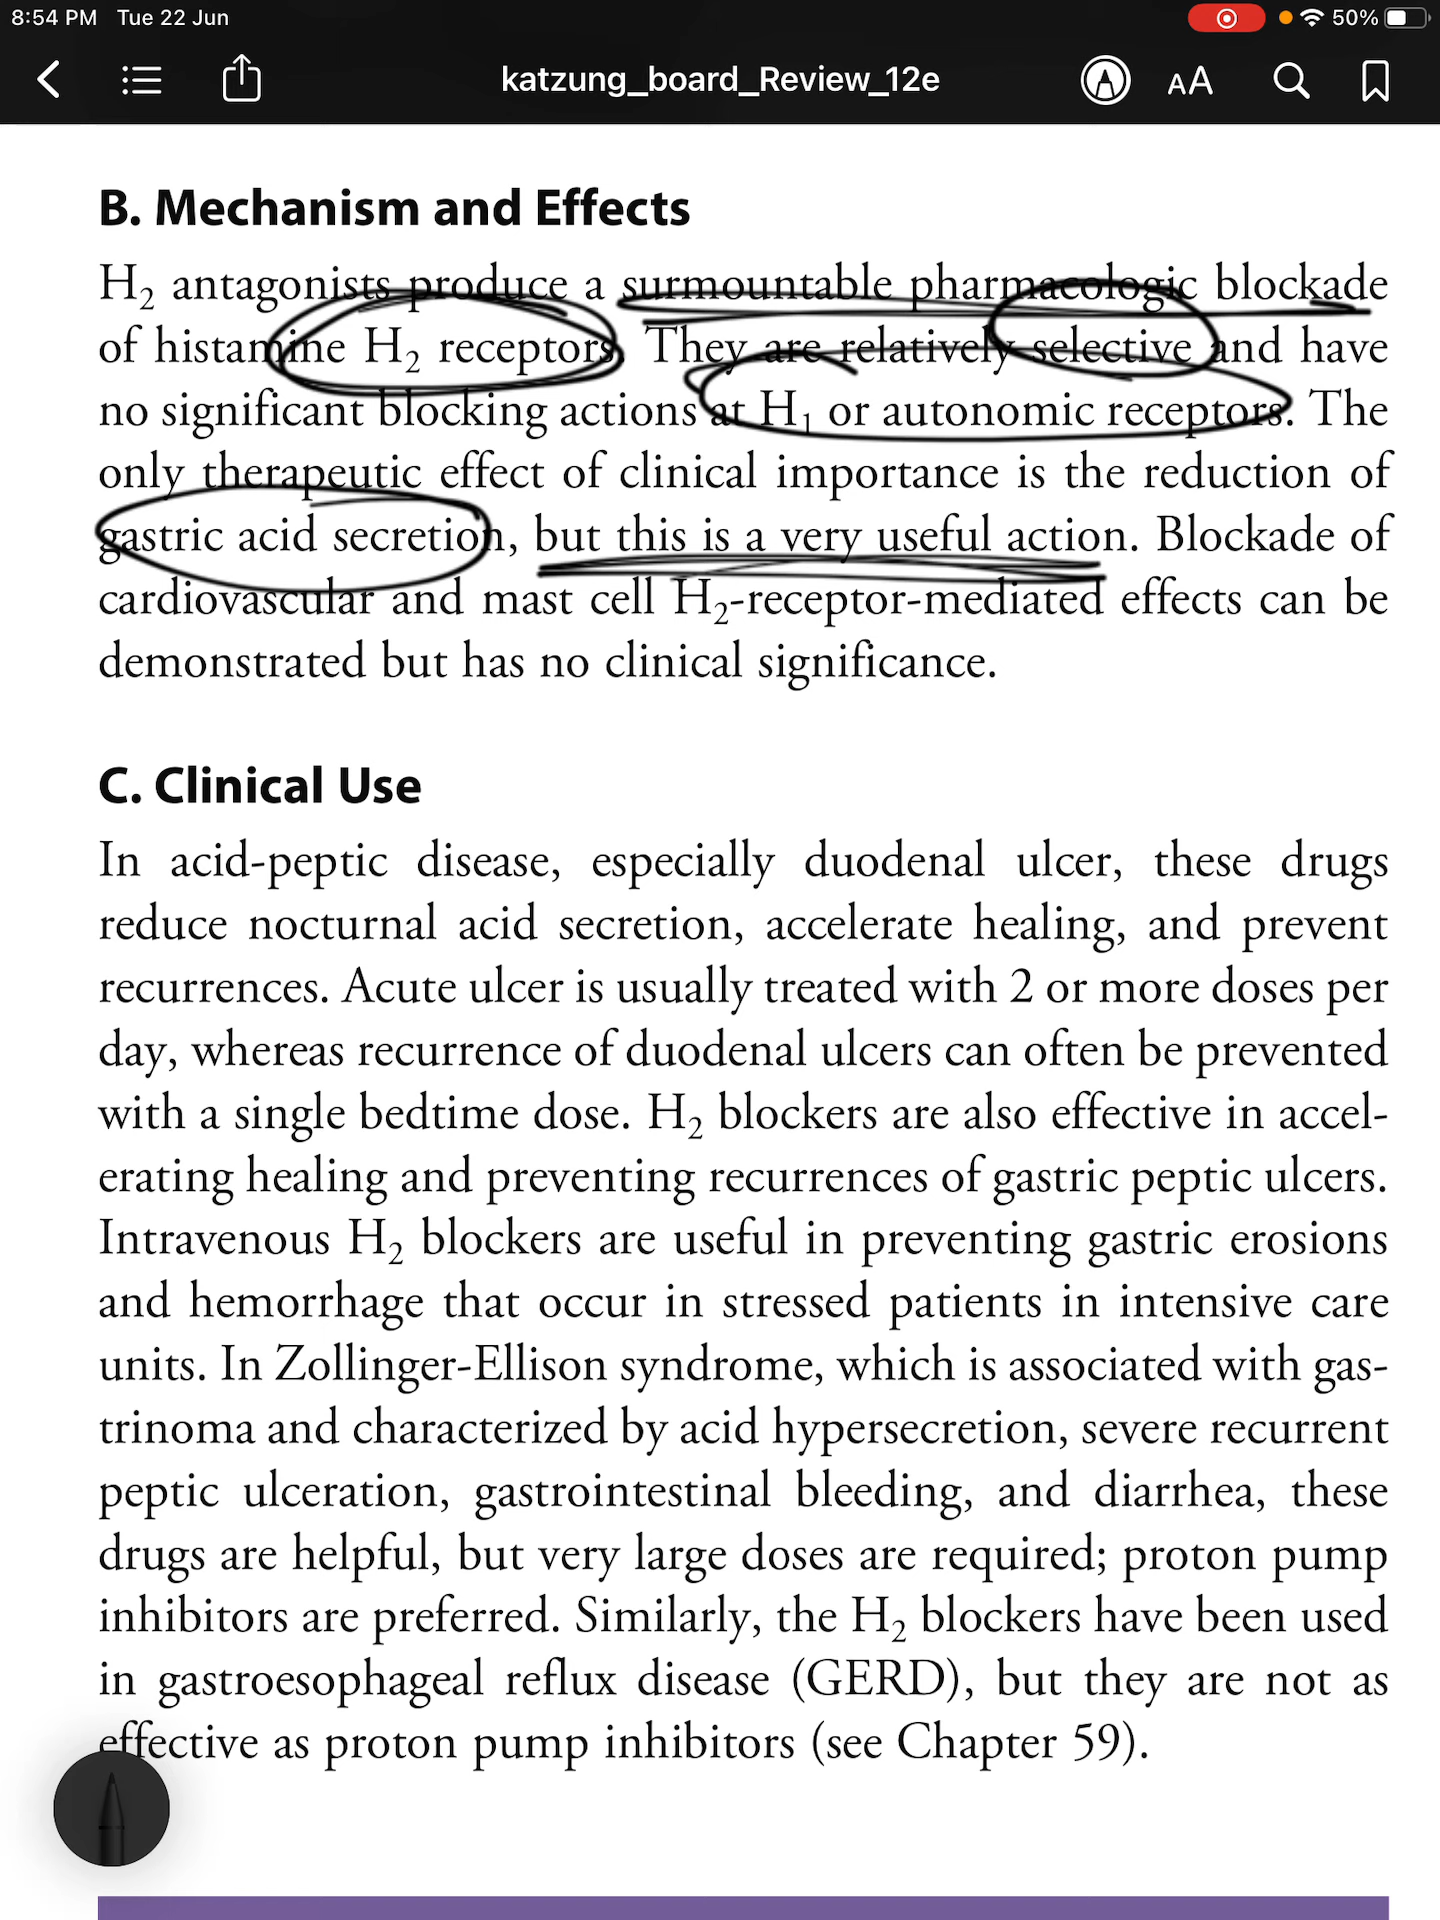 8:54 PM Tue 22 Jun
50%
katzung_board_Review_12e
AA
B. Mechanism and Effects
H₂ antagonists produce a surmountable pharmacologic blockade
of histamine H₂ receptors. They are relatively selective and have
no significant blocking actions at H₁ or autonomic receptors. The
only therapeutic effect of clinical importance is the reduction of
gastric acid secretion, but this is a very useful action. Blockade of
cardiovascular and mast cell H₂-receptor-mediated effects can be
demonstrated but has no clinical significance.
C. Clinical Use
In acid-peptic disease, especially duodenal ulcer, these drugs
reduce nocturnal acid secretion, accelerate healing, and prevent
recurrences. Acute ulcer is usually treated with 2 or more doses per
day, whereas recurrence of duodenal ulcers can often be prevented
with a single bedtime dose. H₂ blockers are also effective in accel-
erating healing and preventing recurrences of gastric peptic ulcers.
Intravenous H₂ blockers are useful in preventing gastric erosions
and hemorrhage that occur in stressed patients in intensive care
units. In Zollinger-Ellison syndrome, which is associated with gas-
trinoma and characterized by acid hypersecretion, severe recurrent
peptic ulceration, gastrointestinal bleeding, and diarrhea, these
drugs are helpful, but very large doses are required; proton pump
inhibitors are preferred. Similarly, the H₂ blockers have been used
in gastroesophageal reflux disease (GERD), but they are not as
effective as proton pump inhibitors (see Chapter 59).